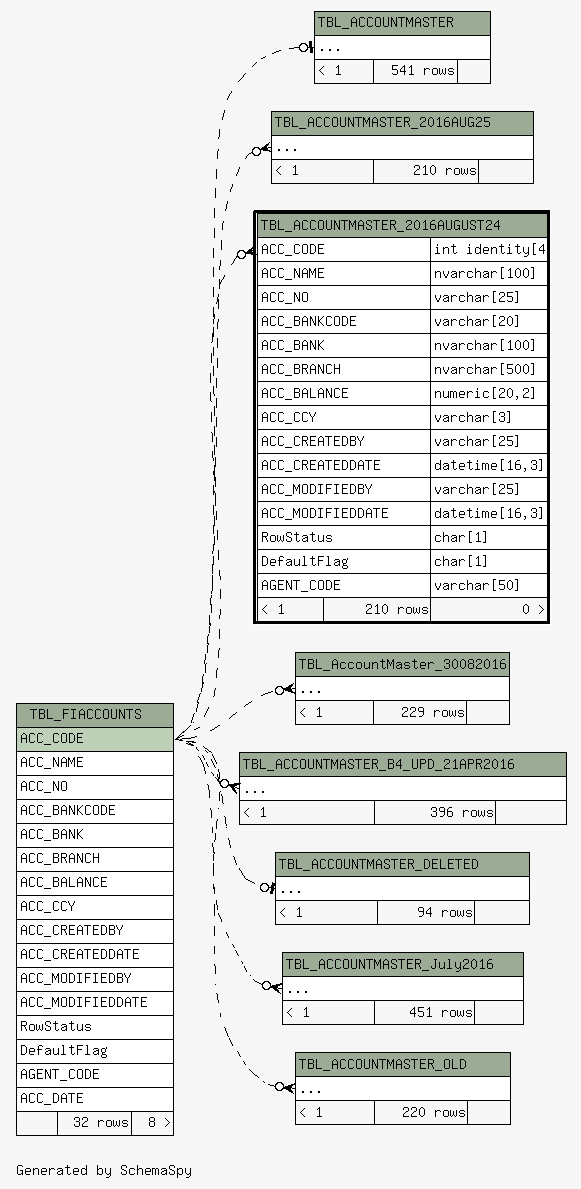 TBL_ACCOUNTMASTER
...
< 1 541 rows
TBL_ACCOUNTMASTER_2016AUG25
...
< 1 210 rows
TBL_ACCOUNTMASTER_2016AUGUST24
ACC_CODE int identity[4
ACC_NAME nvarchar[100]
ACC_NO varchar[25]
ACC_BANKCODE varchar[20]
ACC_BANK nvarchar[100]
ACC_BRANCH nvarchar[500]
ACC_BALANCE numeric[20,2]
ACC_CCY varchar[3]
ACC_CREATEDBY varchar[25]
ACC_CREATEDDATE datetime[16,3]
ACC_MODIFIEDBY varchar[25]
ACC_MODIFIEDDATE datetime[16,3]
RowStatus char[1]
DefaultFlag char[1]
AGENT_CODE varchar[50]
< 1 210 rows 0 >
TBL_AccountMaster_30082016
...
< 1 229 rows
TBL_ACCOUNTMASTER_B4_UPD_21APR2016
...
< 1 396 rows
TBL_ACCOUNTMASTER_DELETED
...
< 1 94 rows
TBL_ACCOUNTMASTER_July2016
...
< 1 451 rows
TBL_ACCOUNTMASTER_OLD
...
< 1 220 rows
TBL_FIACCOUNTS
ACC_CODE
ACC_NAME
ACC_NO
ACC_BANKCODE
ACC_BANK
ACC_BRANCH
ACC_BALANCE
ACC_CCY
ACC_CREATEDBY
ACC_CREATEDDATE
ACC_MODIFIEDBY
ACC_MODIFIEDDATE
RowStatus
DefaultFlag
AGENT_CODE
ACC_DATE
32 rows 8 >
Generated by SchemaSpy